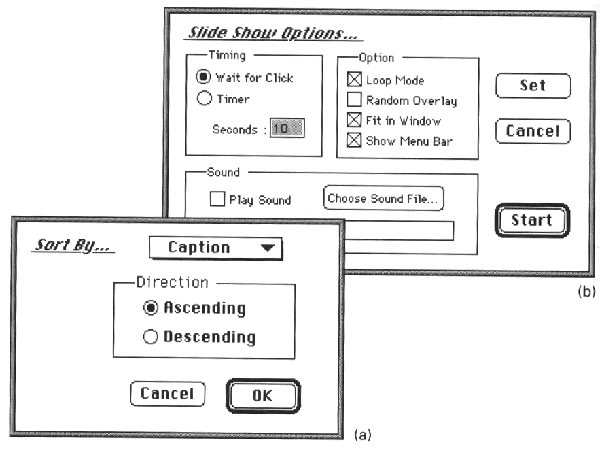 Slide Show Options...
Timing
Wait for Click
Timer
Seconds : 10
Option
Loop Mode
Random Overlay
Fit in Window
Show Menu Bar
Set
Cancel
Sound
Play Sound
Choose Sound File...
Start
(b)
Sort By...
Caption
Direction
Ascending
Descending
Cancel
OK
(a)